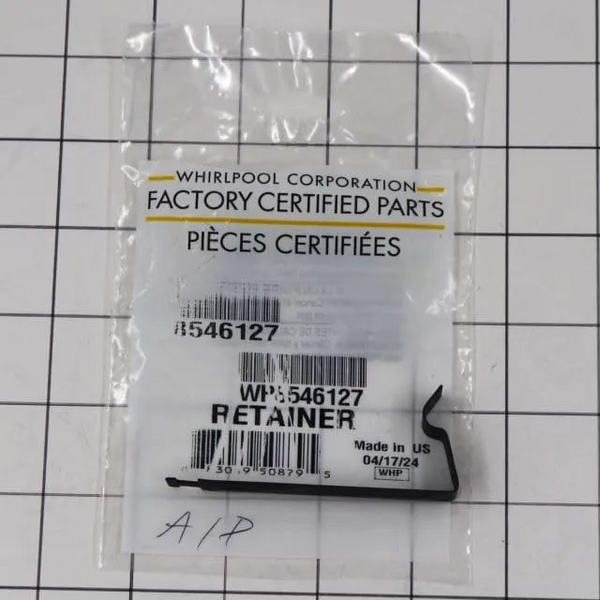 WHIRLPOOL CORPORATION
FACTORY CERTIFIED PARTS
PIÈCES CERTIFIÉES
8546127
WP8546127
RETAINER
Made in US
04/17/24
WHP
A/P